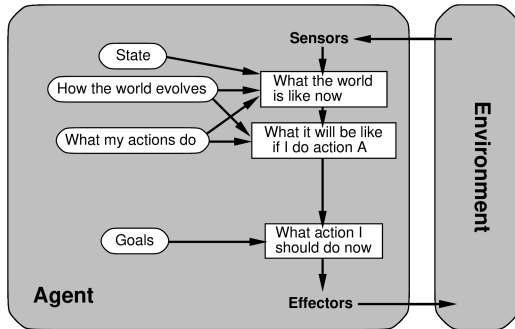 Sensors
State
How the world evolves
What the world
is like now
What my actions do
What it will be like
if I do action A
Goals
What action I
should do now
Agent
Effectors
Environment